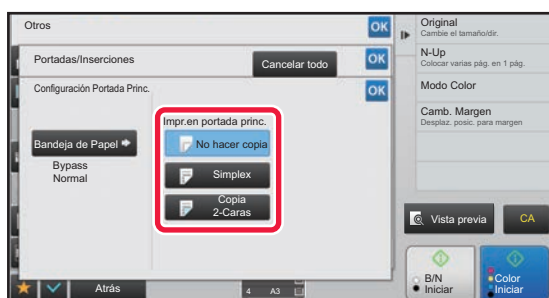 Otros
OK
Portadas/Inserciones
Cancelar todo
OK
Configuración Portada Princ.
OK
Impr.en portada princ.
Bandeja de Papel
Bypass
Normal
No hacer copia
Simplex
Copia
2-Caras
Atrás
4 A3
Original
Cambie el tamaño/dir.
N-Up
Colocar varias pág. en 1 pág.
Modo Color
Camb. Margen
Desplaz. posic. para margen
Vista previa
CA
B/N
Iniciar
Color
Iniciar